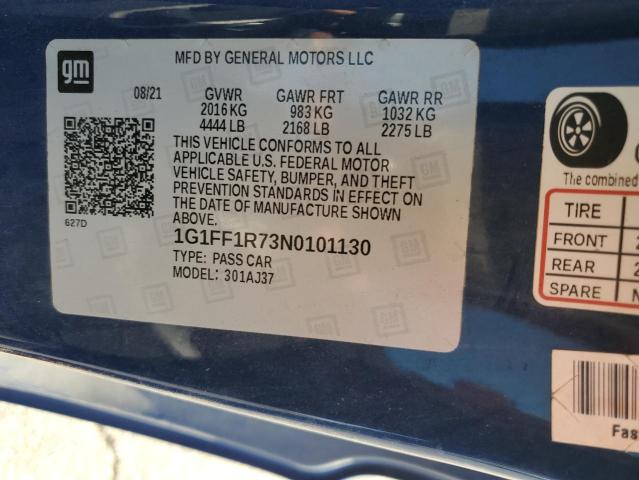 gm
MFD BY GENERAL MOTORS LLC
08/21 GVWR GAWR FRT GAWR RR
2016 KG 983 KG 1032 KG
4444 LB 2168 LB 2275 LB
THIS VEHICLE CONFORMS TO ALL
APPLICABLE U.S. FEDERAL MOTOR
VEHICLE SAFETY, BUMPER, AND THEFT
PREVENTION STANDARDS IN EFFECT ON
THE DATE OF MANUFACTURE SHOWN
ABOVE.
627D
1G1FF1R73N0101130
TYPE: PASS CAR
MODEL: 301AJ37
The combined
TIRE
FRONT 2
REAR 2
SPARE N
Fas